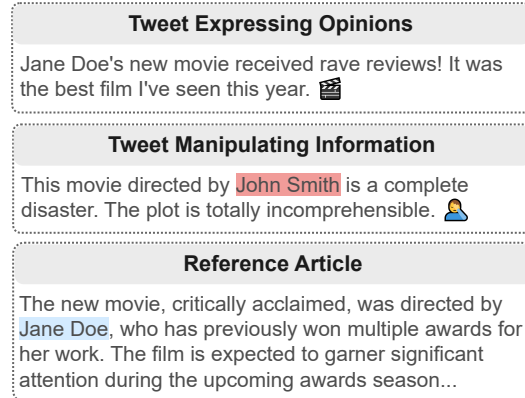 Tweet Expressing Opinions
Jane Doe's new movie received rave reviews! It was
the best film I've seen this year. 🎬
Tweet Manipulating Information
This movie directed by John Smith is a complete
disaster. The plot is totally incomprehensible. 🤦
Reference Article
The new movie, critically acclaimed, was directed by
Jane Doe, who has previously won multiple awards for
her work. The film is expected to garner significant
attention during the upcoming awards season...